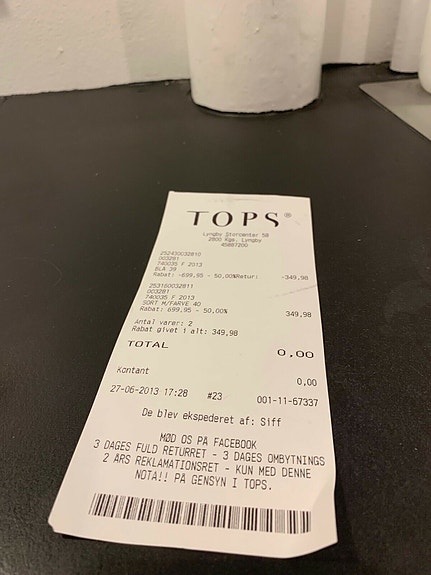 TOPS®
Lyngby Storcenter 58
2800 Kgs. Lyngby
45887200
252430032810
003281
740035 F 2013
BLÅ 39
Rabat: -699,95 - 50,00%Retur: -349,98
253160032811
003281
740035 F 2013
SORT M/FARVE 40
Rabat: 699,95 - 50,00% 349,98
Antal varer: 2
Rabat givet i alt: 349,98
TOTAL 0,00
Kontant 0,00
27-06-2013 17:28 #23 001-11-67337
De blev ekspederet af: Siff
MØD OS PÅ FACEBOOK
3 DAGES FULD RETURRET - 3 DAGES OMBYTNINGS
2 ÅRS REKLAMATIONSRET - KUN MED DENNE
NOTA!! PÅ GENSYN I TOPS.